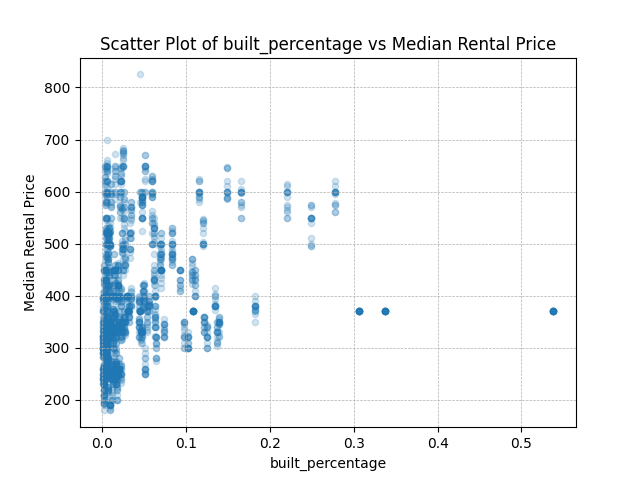 Scatter Plot of built_percentage vs Median Rental Price
800
700
600
500
400
300
200
Median Rental Price
0.0 0.1 0.2 0.3 0.4 0.5
built_percentage